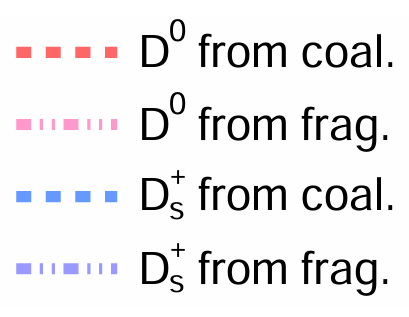 D⁰ from coal.
D⁰ from frag.
Dₛ⁺ from coal.
Dₛ⁺ from frag.